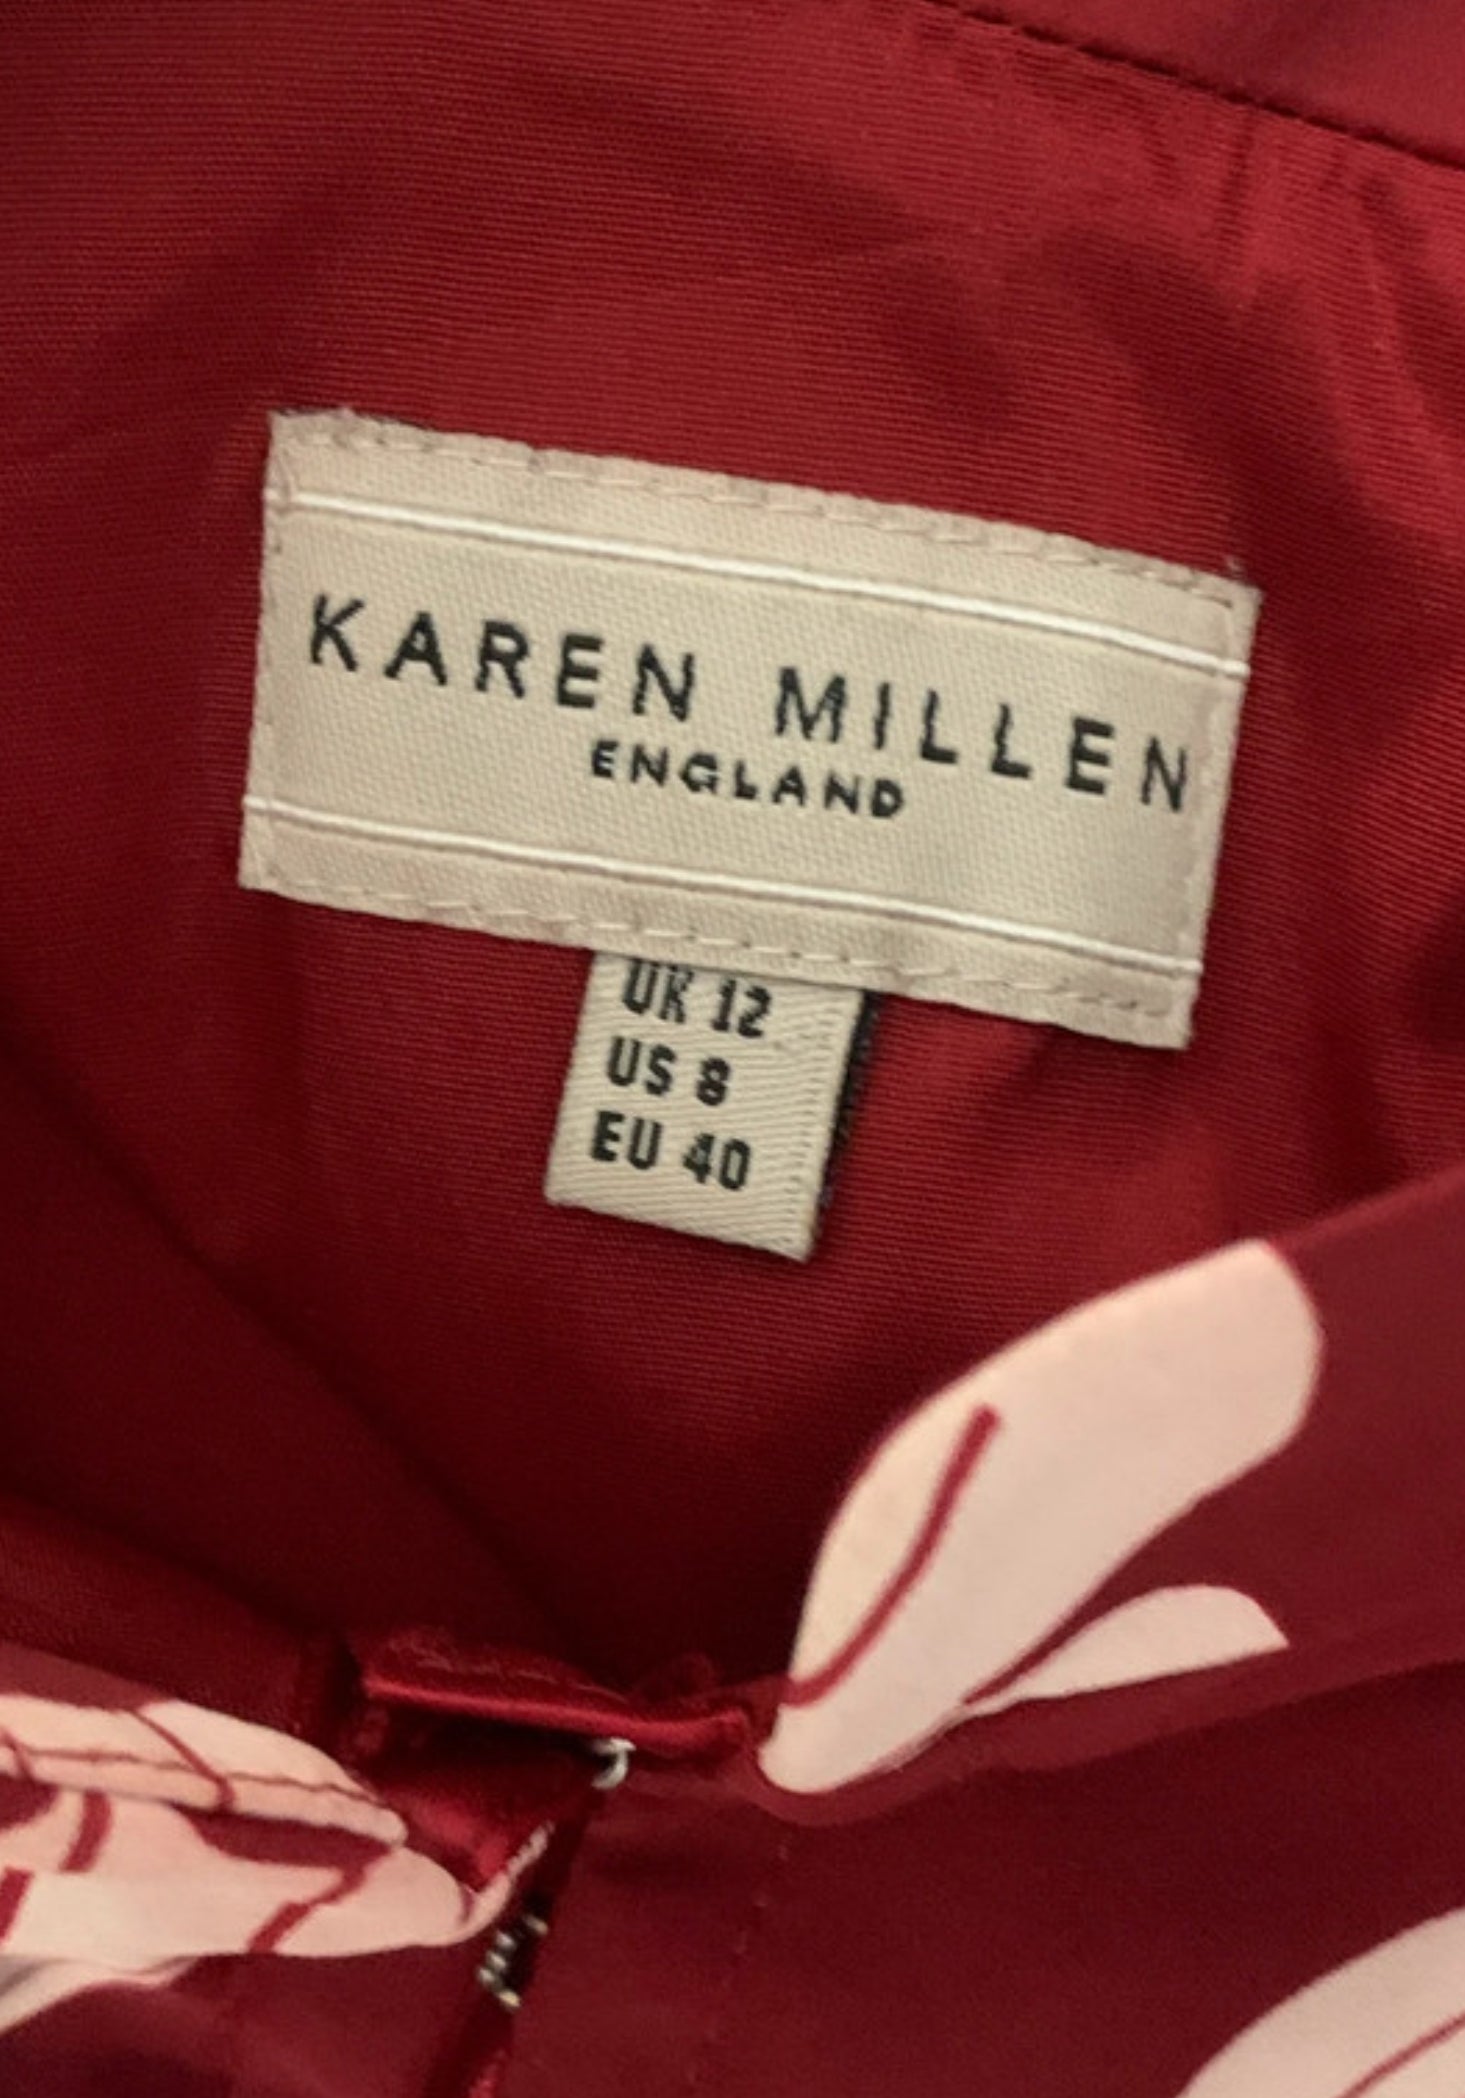 KAREN MILLEN
ENGLAND
UK 12
US 8
EU 40